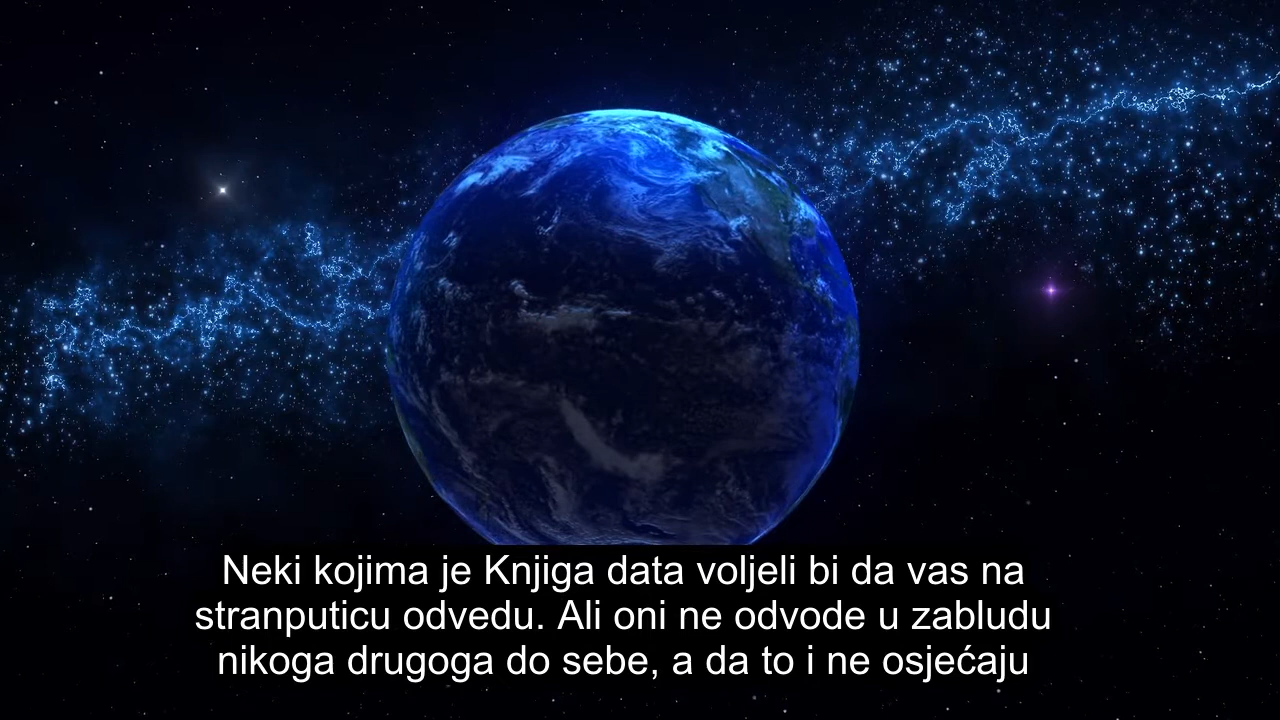 Neki kojima je Knjiga data voljeli bi da vas na
stranputicu odvedu. Ali oni ne odvode u zabludu
nikoga drugoga do sebe, a da to i ne osjećaju